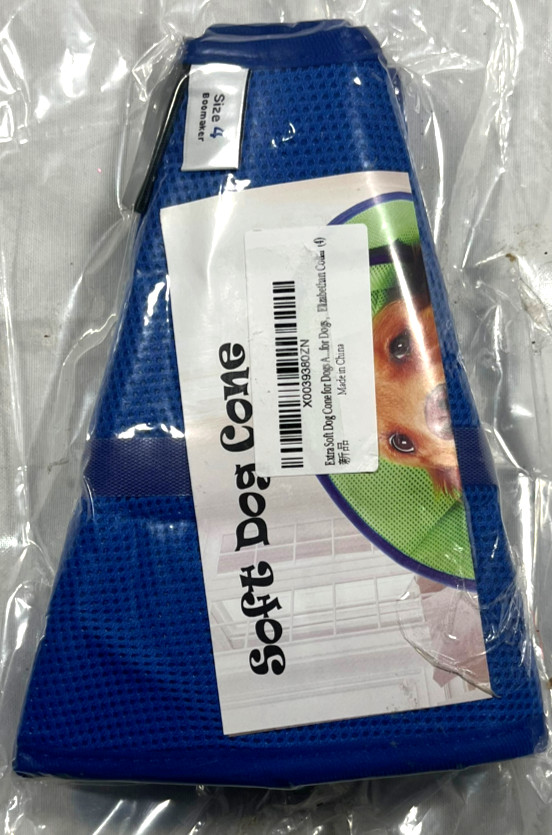 Size 4
Boomaker
Soft Dog Cone
X0039380ZN
Extra Soft Dog Cone for Dogs A...for Dogs, Elizabethan Collar (4)
新品
Made in China